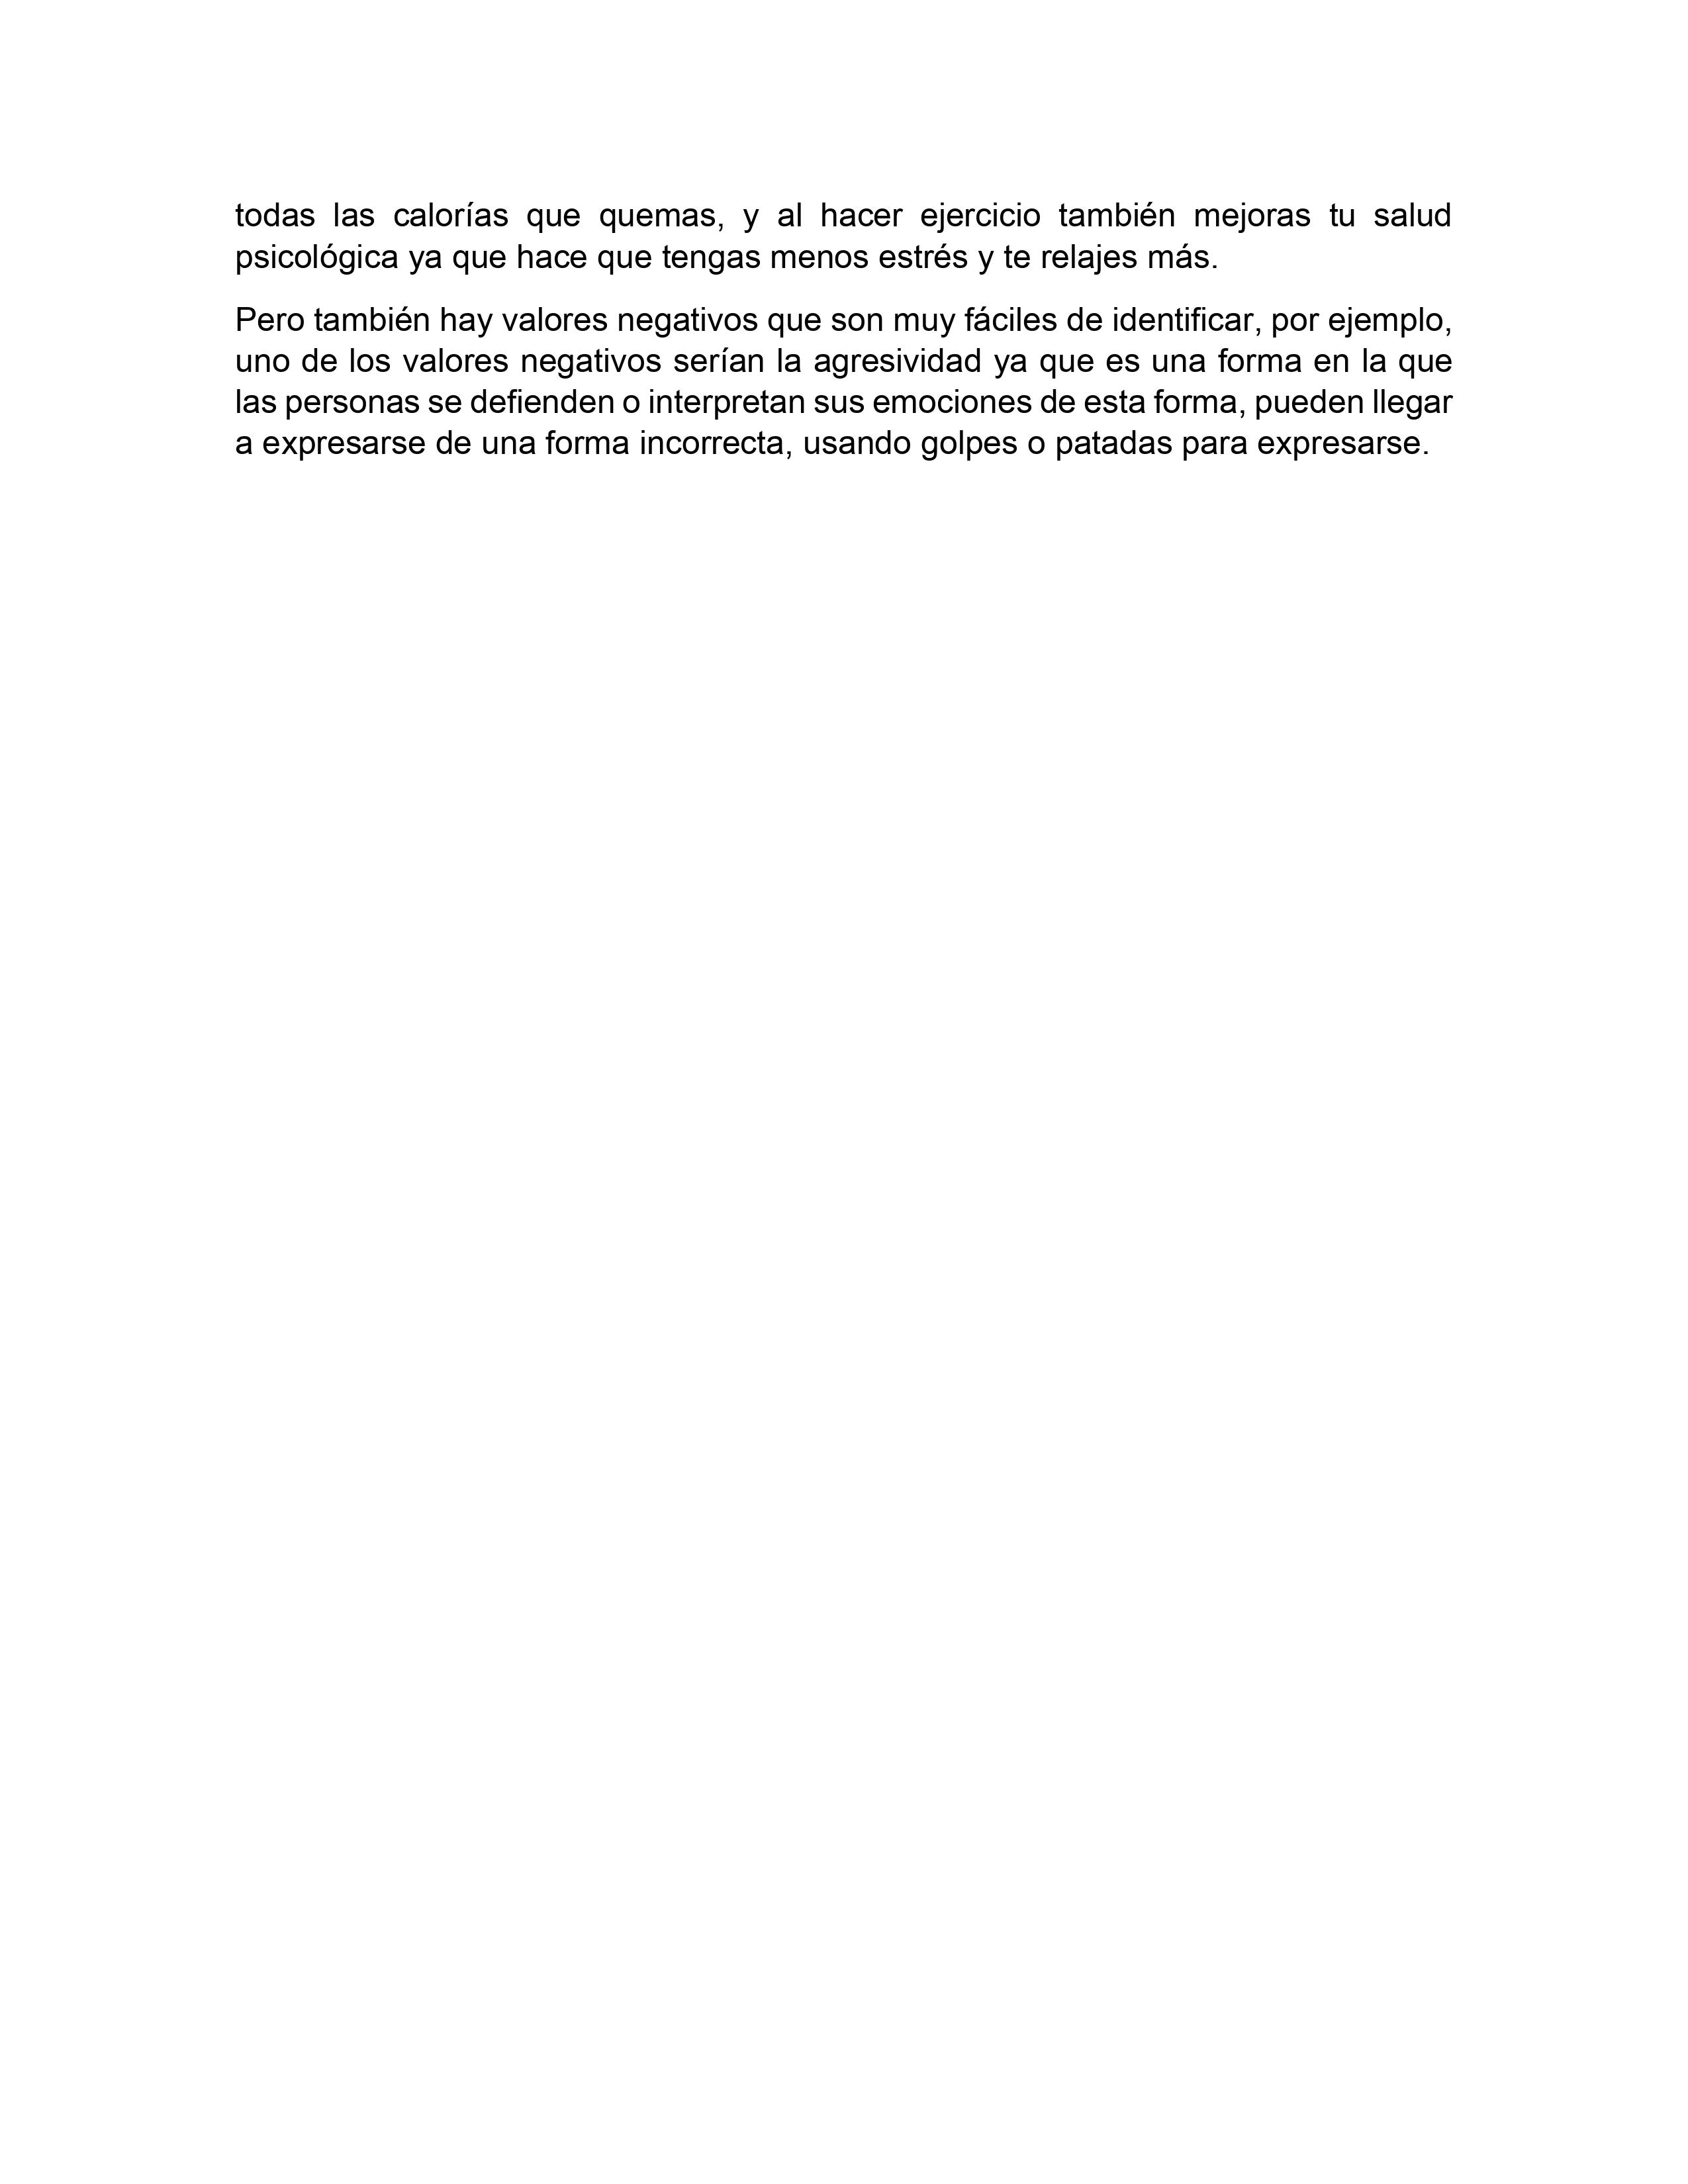 todas las calorías que quemas, y al hacer ejercicio también mejoras tu salud
psicológica ya que hace que tengas menos estrés y te relajes más.
Pero también hay valores negativos que son muy fáciles de identificar, por ejemplo,
uno de los valores negativos serían la agresividad ya que es una forma en la que
las personas se defienden o interpretan sus emociones de esta forma, pueden llegar
a expresarse de una forma incorrecta, usando golpes o patadas para expresarse.